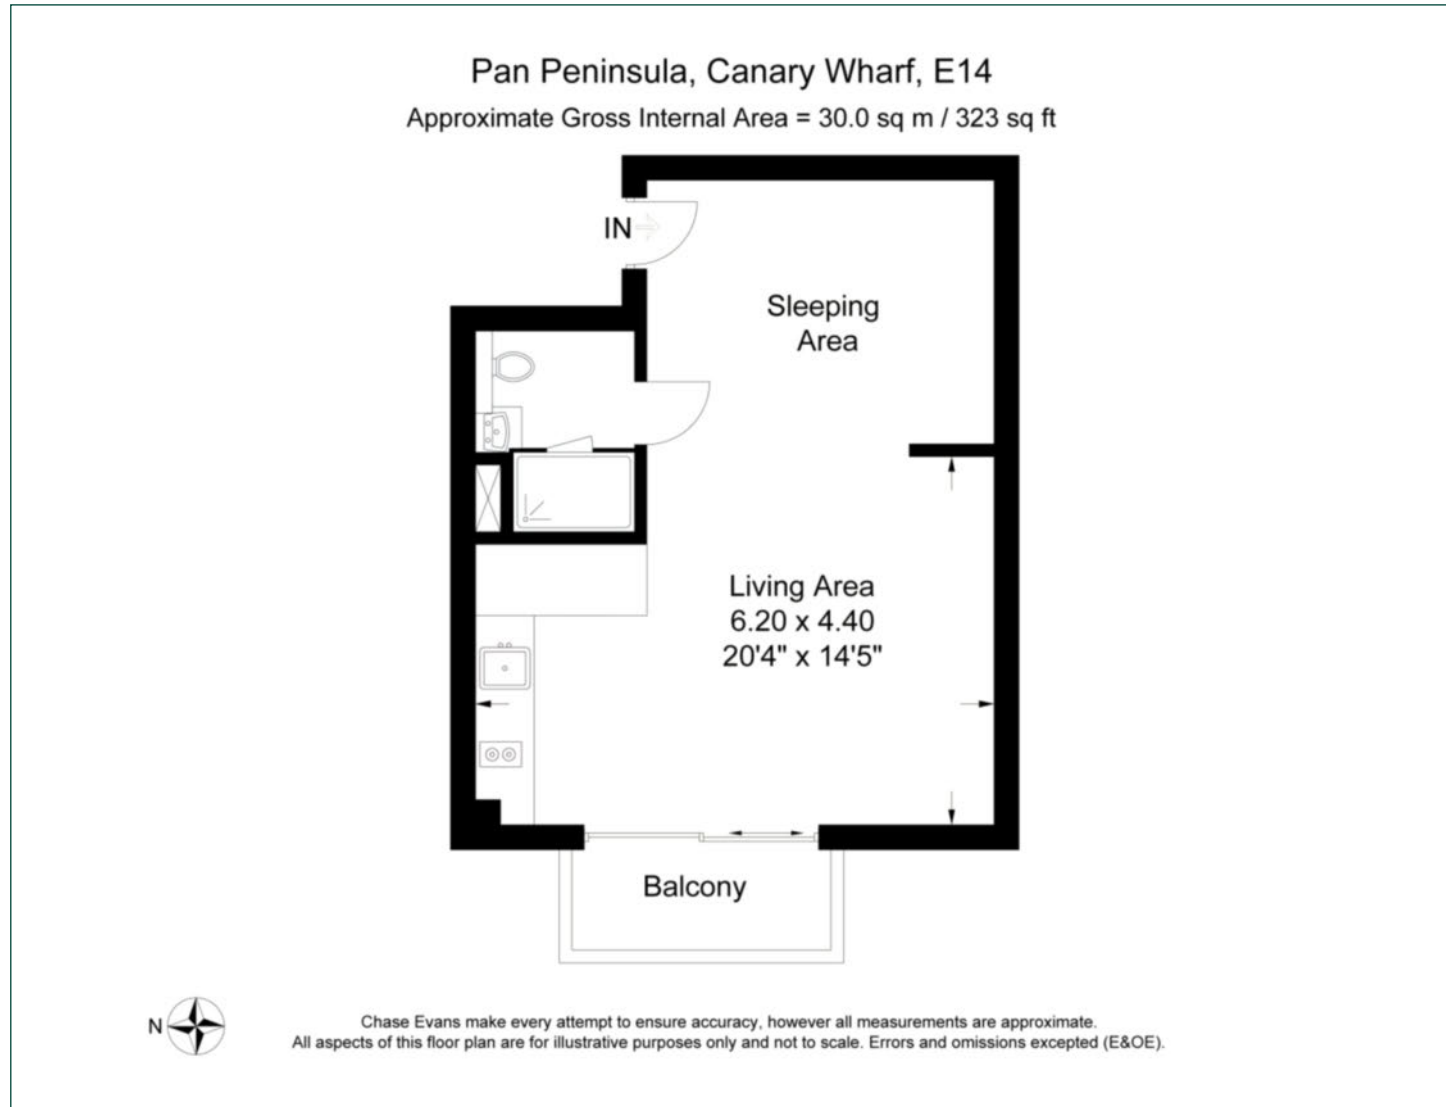 Pan Peninsula, Canary Wharf, E14
Approximate Gross Internal Area = 30.0 sq m / 323 sq ft
IN
Sleeping
Area
Living Area
6.20 x 4.40
20'4" x 14'5"
Balcony
N
Chase Evans make every attempt to ensure accuracy, however all measurements are approximate.
All aspects of this floor plan are for illustrative purposes only and not to scale. Errors and omissions excepted (E&OE).